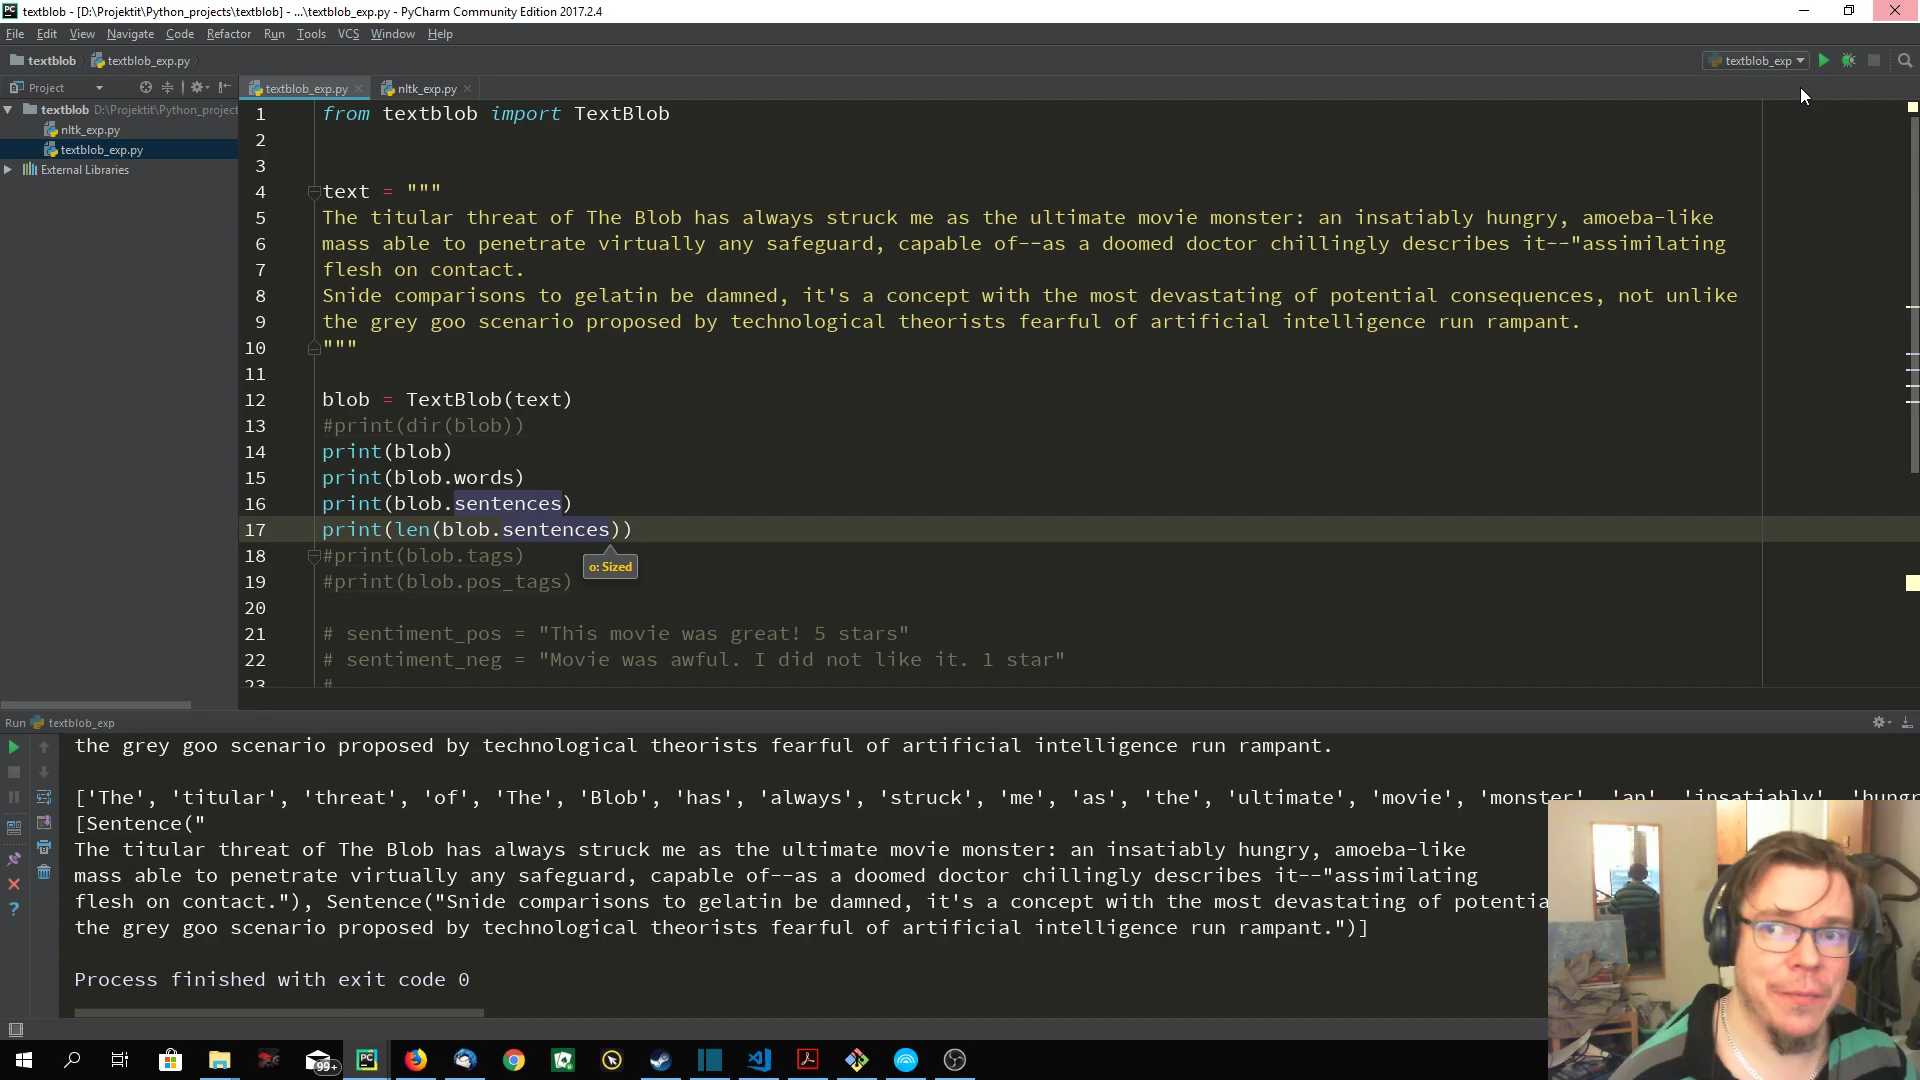 textblob - [D:\Projektit\Python_projects\textblob] - ...\textblob_exp.py - PyCharm Community Edition 2017.2.4
File Edit View Navigate Code Refactor Run Tools VCS Window Help
textblob textblob_exp.py textblob_exp
Project textblob_exp.py nltk_exp.py
textblob D:\Projektit\Python_project
nltk_exp.py
textblob_exp.py
External Libraries
1 from textblob import TextBlob
2
3
4 text = """
5 The titular threat of The Blob has always struck me as the ultimate movie monster: an insatiably hungry, amoeba-like
6 mass able to penetrate virtually any safeguard, capable of--as a doomed doctor chillingly describes it--"assimilating
7 flesh on contact.
8 Snide comparisons to gelatin be damned, it's a concept with the most devastating of potential consequences, not unlike
9 the grey goo scenario proposed by technological theorists fearful of artificial intelligence run rampant.
10 """
11
12 blob = TextBlob(text)
13 #print(dir(blob))
14 print(blob)
15 print(blob.words)
16 print(blob.sentences)
17 print(len(blob.sentences))
18 #print(blob.tags)
o: Sized
19 #print(blob.pos_tags)
20
21 # sentiment_pos = "This movie was great! 5 stars"
22 # sentiment_neg = "Movie was awful. I did not like it. 1 star"
23 #
Run textblob_exp
the grey goo scenario proposed by technological theorists fearful of artificial intelligence run rampant.
['The', 'titular', 'threat', 'of', 'The', 'Blob', 'has', 'always', 'struck', 'me', 'as', 'the', 'ultimate', 'movie', 'monster', 'an', 'insatiably', 'hungr
[Sentence("
The titular threat of The Blob has always struck me as the ultimate movie monster: an insatiably hungry, amoeba-like
mass able to penetrate virtually any safeguard, capable of--as a doomed doctor chillingly describes it--"assimilating
flesh on contact."), Sentence("Snide comparisons to gelatin be damned, it's a concept with the most devastating of potentia
the grey goo scenario proposed by technological theorists fearful of artificial intelligence run rampant.")]
Process finished with exit code 0
99+
PC